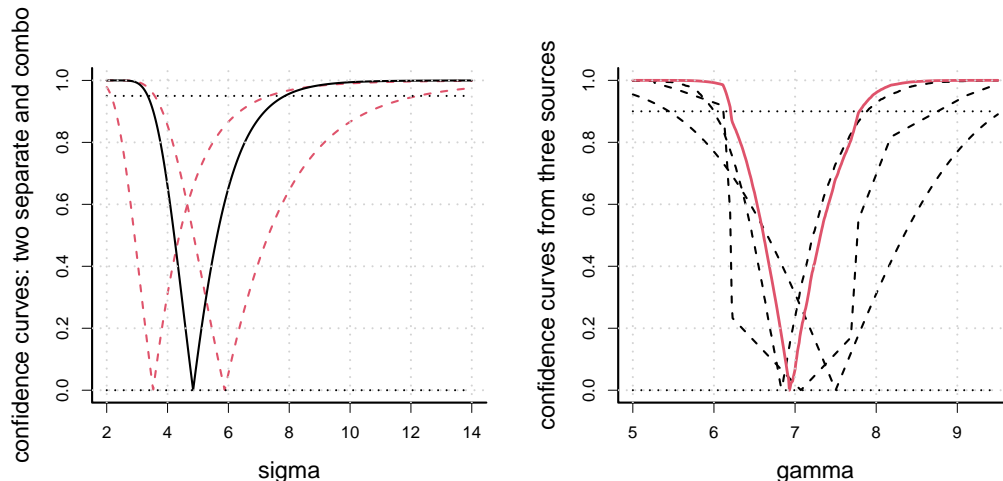 confidence curves: two separate and combo
1.0
0.8
0.6
0.4
0.2
0.0
2 4 6 8 10 12 14
sigma
confidence curves from three sources
1.0
0.8
0.6
0.4
0.2
0.0
5 6 7 8 9
gamma